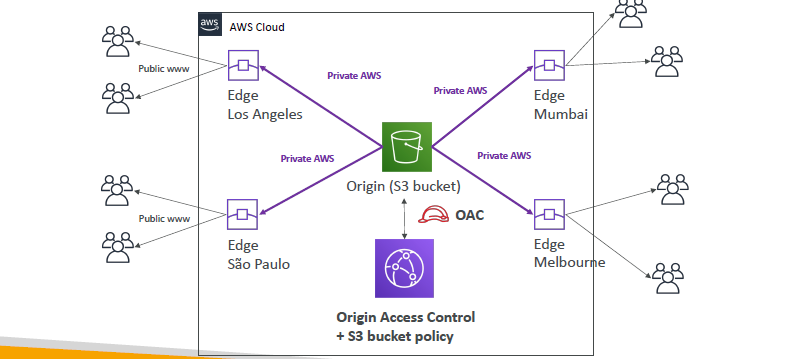 aws
AWS Cloud
Public www
Edge
Los Angeles
Private AWS
Private AWS
Edge
Mumbai
Private AWS
Private AWS
Origin (S3 bucket)
OAC
Public www
Edge
São Paulo
Edge
Melbourne
Origin Access Control
+ S3 bucket policy